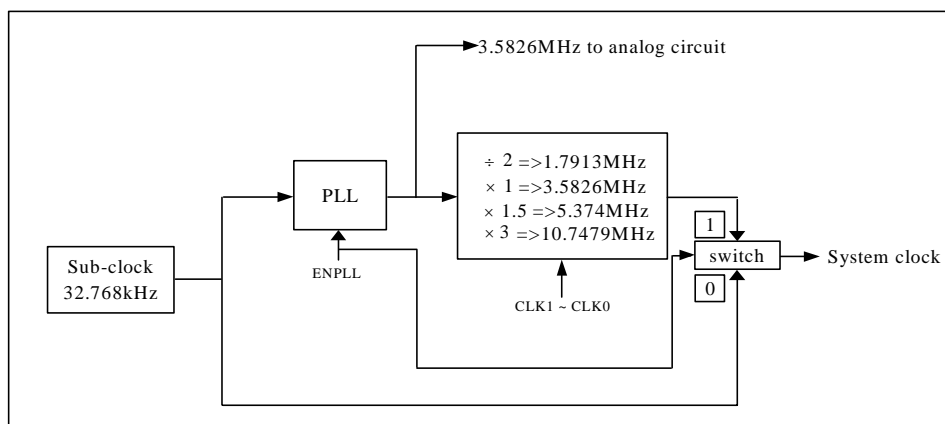 3.5826MHz to analog circuit
PLL
÷ 2 =>1.7913MHz
× 1 =>3.5826MHz
× 1.5 =>5.374MHz
× 3 =>10.7479MHz
1
switch
0
System clock
Sub-clock
32.768kHz
ENPLL
CLK1 ~ CLK0